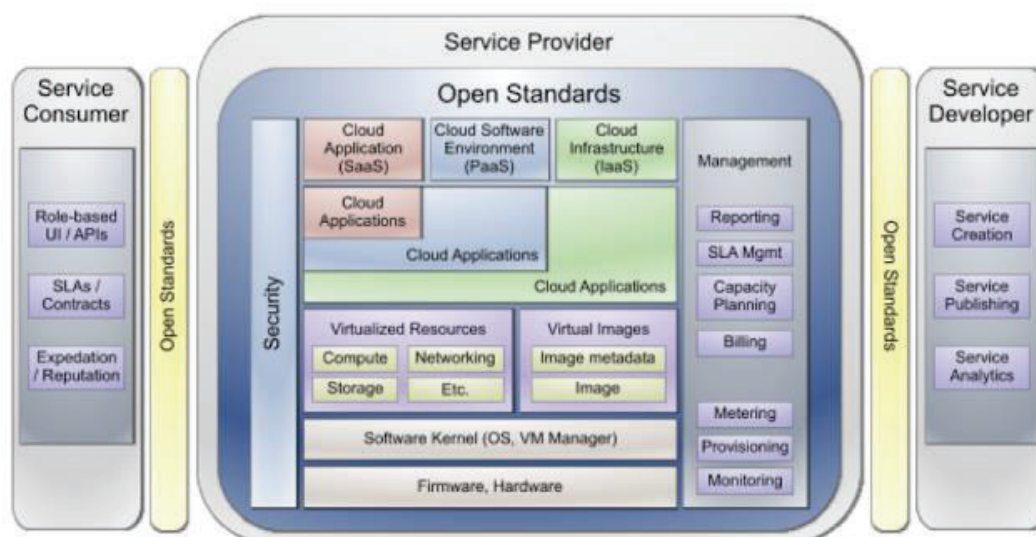 Service Provider
Service
Consumer
Role-based
UI / APIs
SLAs /
Contracts
Expedation
/ Reputation
Open Standards
Open Standards
Security
Cloud
Application
(SaaS)
Cloud Software
Environment
(PaaS)
Cloud
Infrastructure
(IaaS)
Cloud
Applications
Cloud Applications
Cloud Applications
Virtualized Resources
Compute
Networking
Storage
Etc.
Virtual Images
Image metadata
Image
Software Kernel (OS, VM Manager)
Firmware, Hardware
Management
Reporting
SLA Mgmt
Capacity
Planning
Billing
Metering
Provisioning
Monitoring
Open Standards
Service
Developer
Service
Creation
Service
Publishing
Service
Analytics